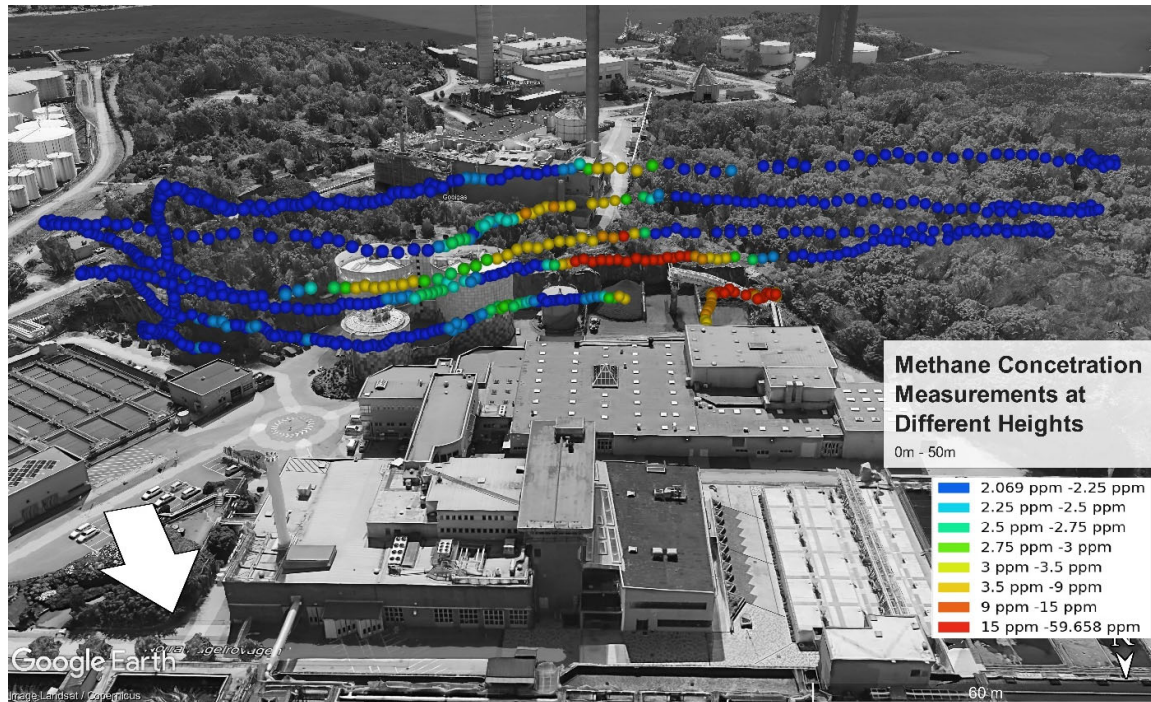 Gobigas
Methane Concetration
Measurements at
Different Heights
0m - 50m
2.069 ppm -2.25 ppm
2.25 ppm -2.5 ppm
2.5 ppm -2.75 ppm
2.75 ppm -3 ppm
3 ppm -3.5 ppm
3.5 ppm -9 ppm
9 ppm -15 ppm
15 ppm -59.658 ppm
N
Google Earth
Image Landsat / Copernicus
60 m